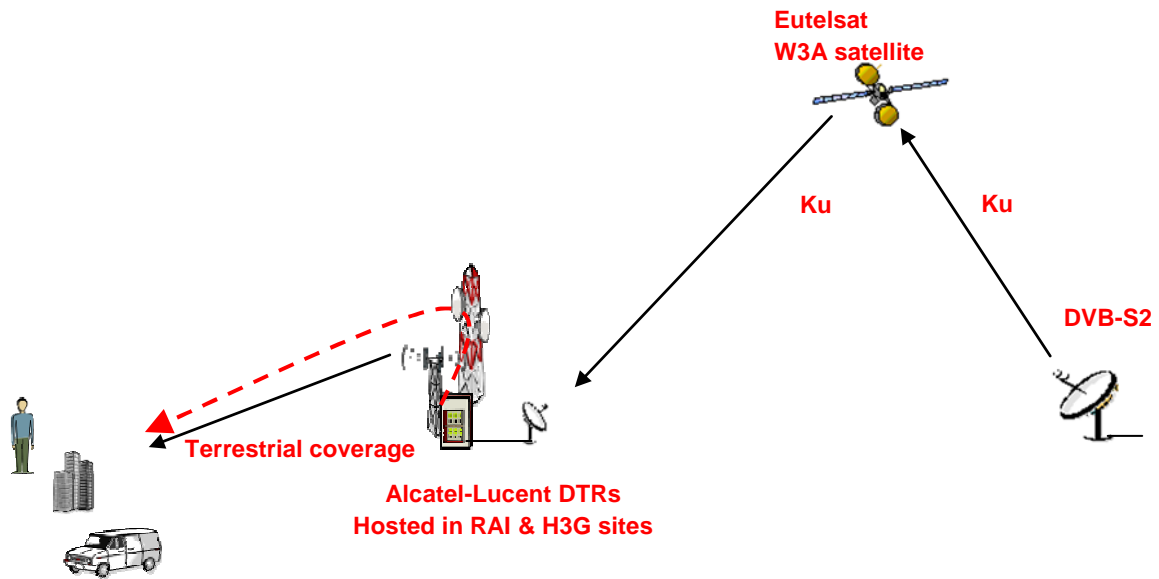 Eutelsat
W3A satellite
Ku
Ku
DVB-S2
Terrestrial coverage
Alcatel-Lucent DTRs
Hosted in RAI & H3G sites